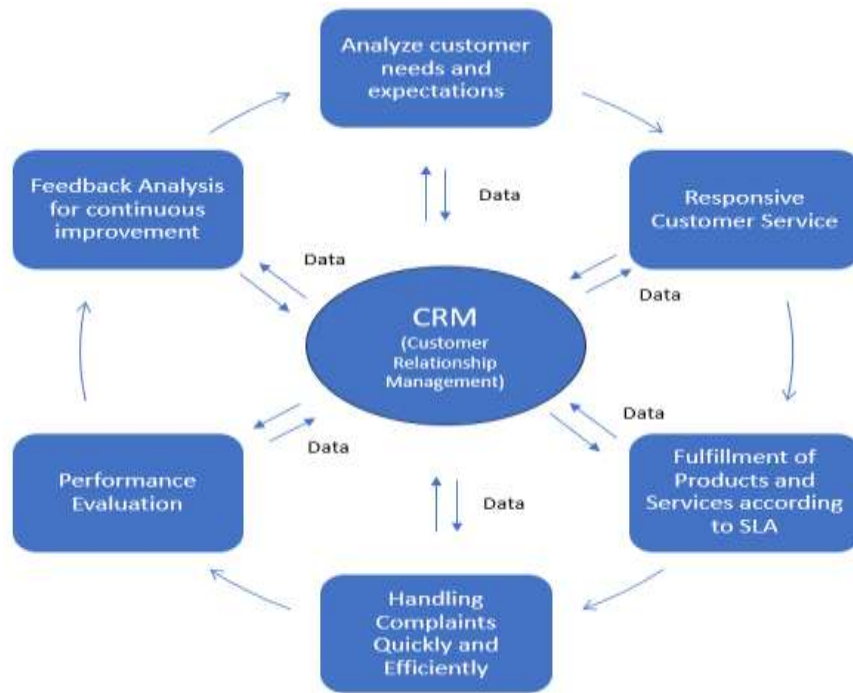 Analyze customer
needs and
expectations
Feedback Analysis
for continuous
improvement
Data
Responsive
Customer Service
Data
Data
CRM
(Customer
Relationship
Management)
Data
Data
Performance
Evaluation
Data
Fulfillment of
Products and
Services according
to SLA
Handling
Complaints
Quickly and
Efficiently